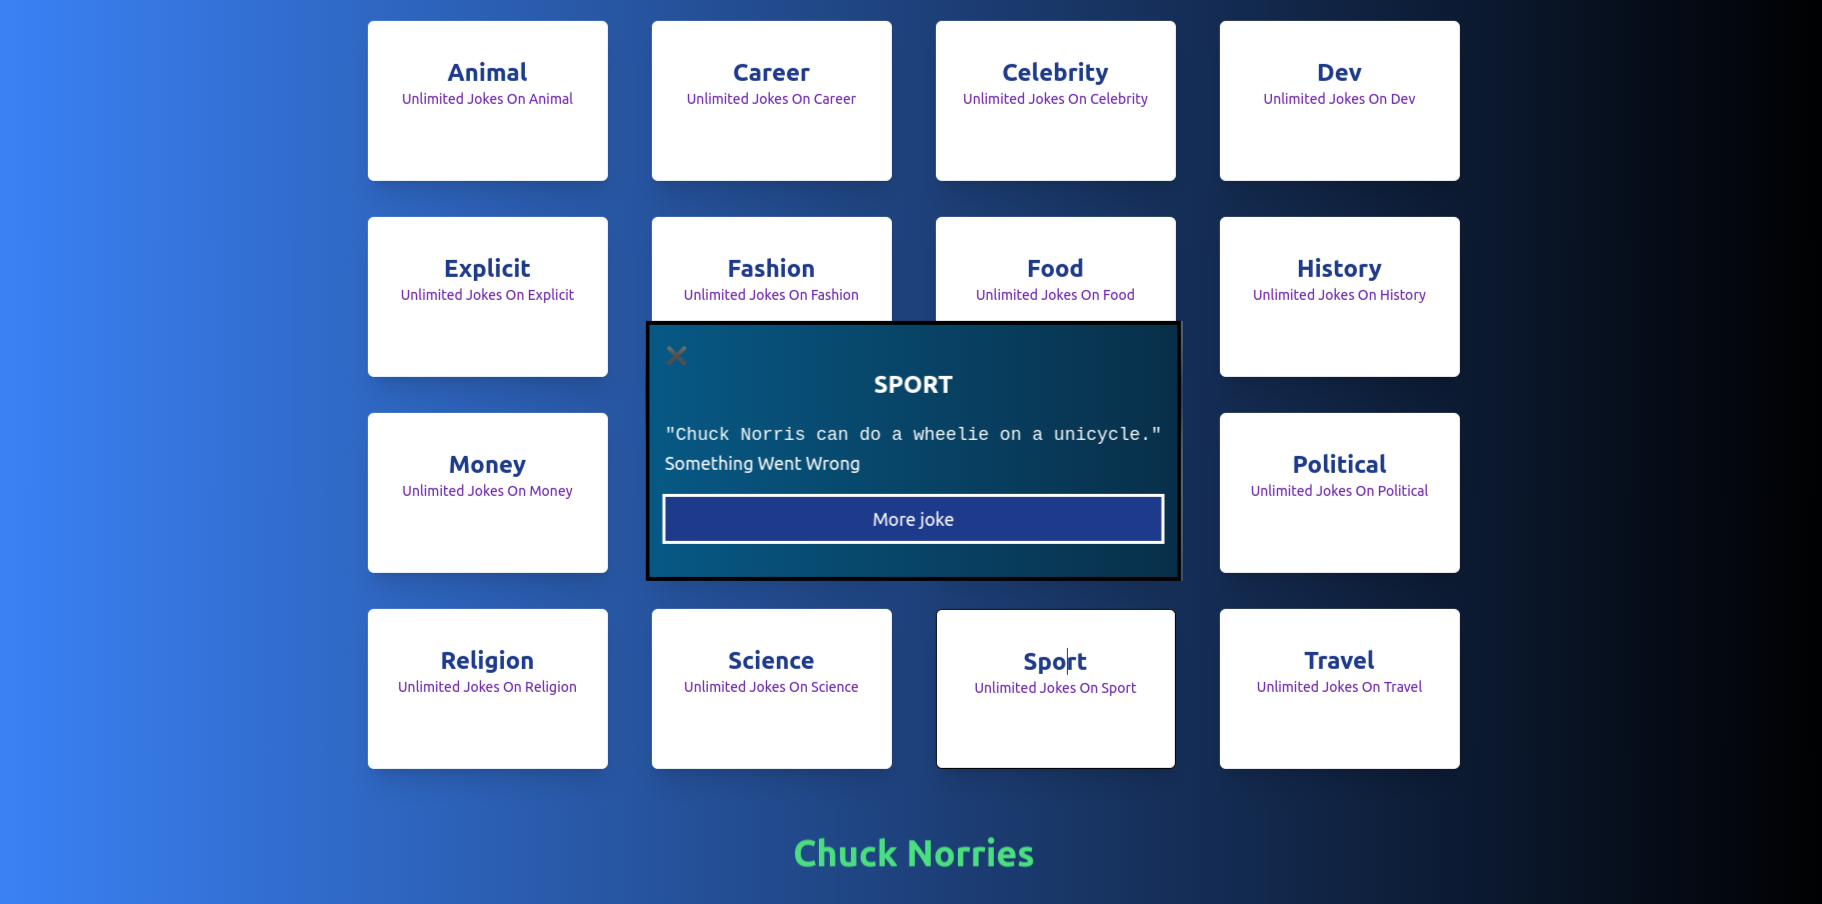 Animal
Unlimited Jokes On Animal
Career
Unlimited Jokes On Career
Celebrity
Unlimited Jokes On Celebrity
Dev
Unlimited Jokes On Dev
Explicit
Unlimited Jokes On Explicit
Fashion
Unlimited Jokes On Fashion
Food
Unlimited Jokes On Food
History
Unlimited Jokes On History
SPORT
"Chuck Norris can do a wheelie on a unicycle."
Something Went Wrong
More joke
Money
Unlimited Jokes On Money
Political
Unlimited Jokes On Political
Religion
Unlimited Jokes On Religion
Science
Unlimited Jokes On Science
Sport
Unlimited Jokes On Sport
Travel
Unlimited Jokes On Travel
Chuck Norries